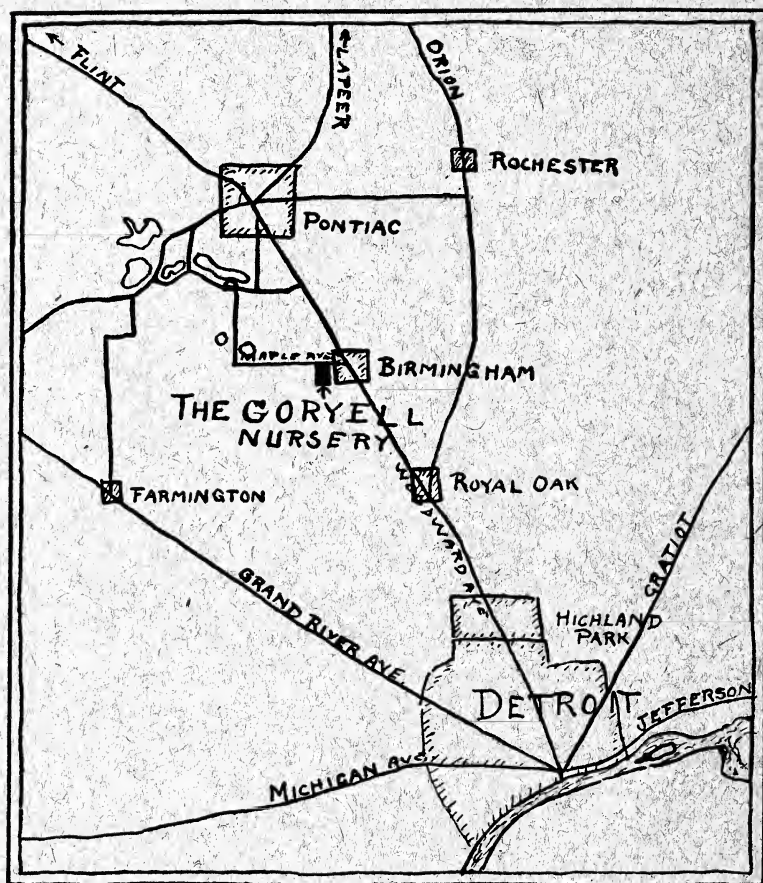 ← FLINT
← LAPEER
ORION
ROCHESTER
PONTIAC
MAPLE AVE
BIRMINGHAM
THE GORYELL
NURSERY
WOODWARD AVE
ROYAL OAK
FARMINGTON
GRATIOT
GRAND RIVER AVE.
HIGHLAND
PARK
DETROIT
JEFFERSON
MICHIGAN AVE.